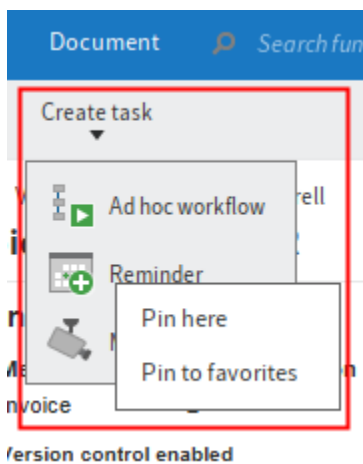 Document
Search fun
Create task
Ad hoc workflow
rell
Reminder
Pin here
Pin to favorites
nvoice
Version control enabled